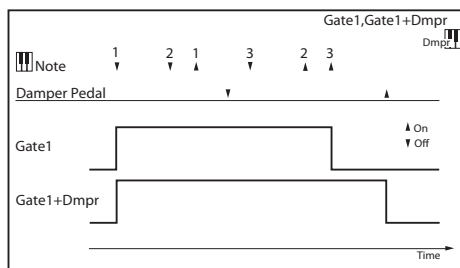 Gate1,Gate1+Dmpr
Dmpr
1 2 1 3 2 3
Note
Damper Pedal
On
Off
Gate1
Gate1+Dmpr
Time